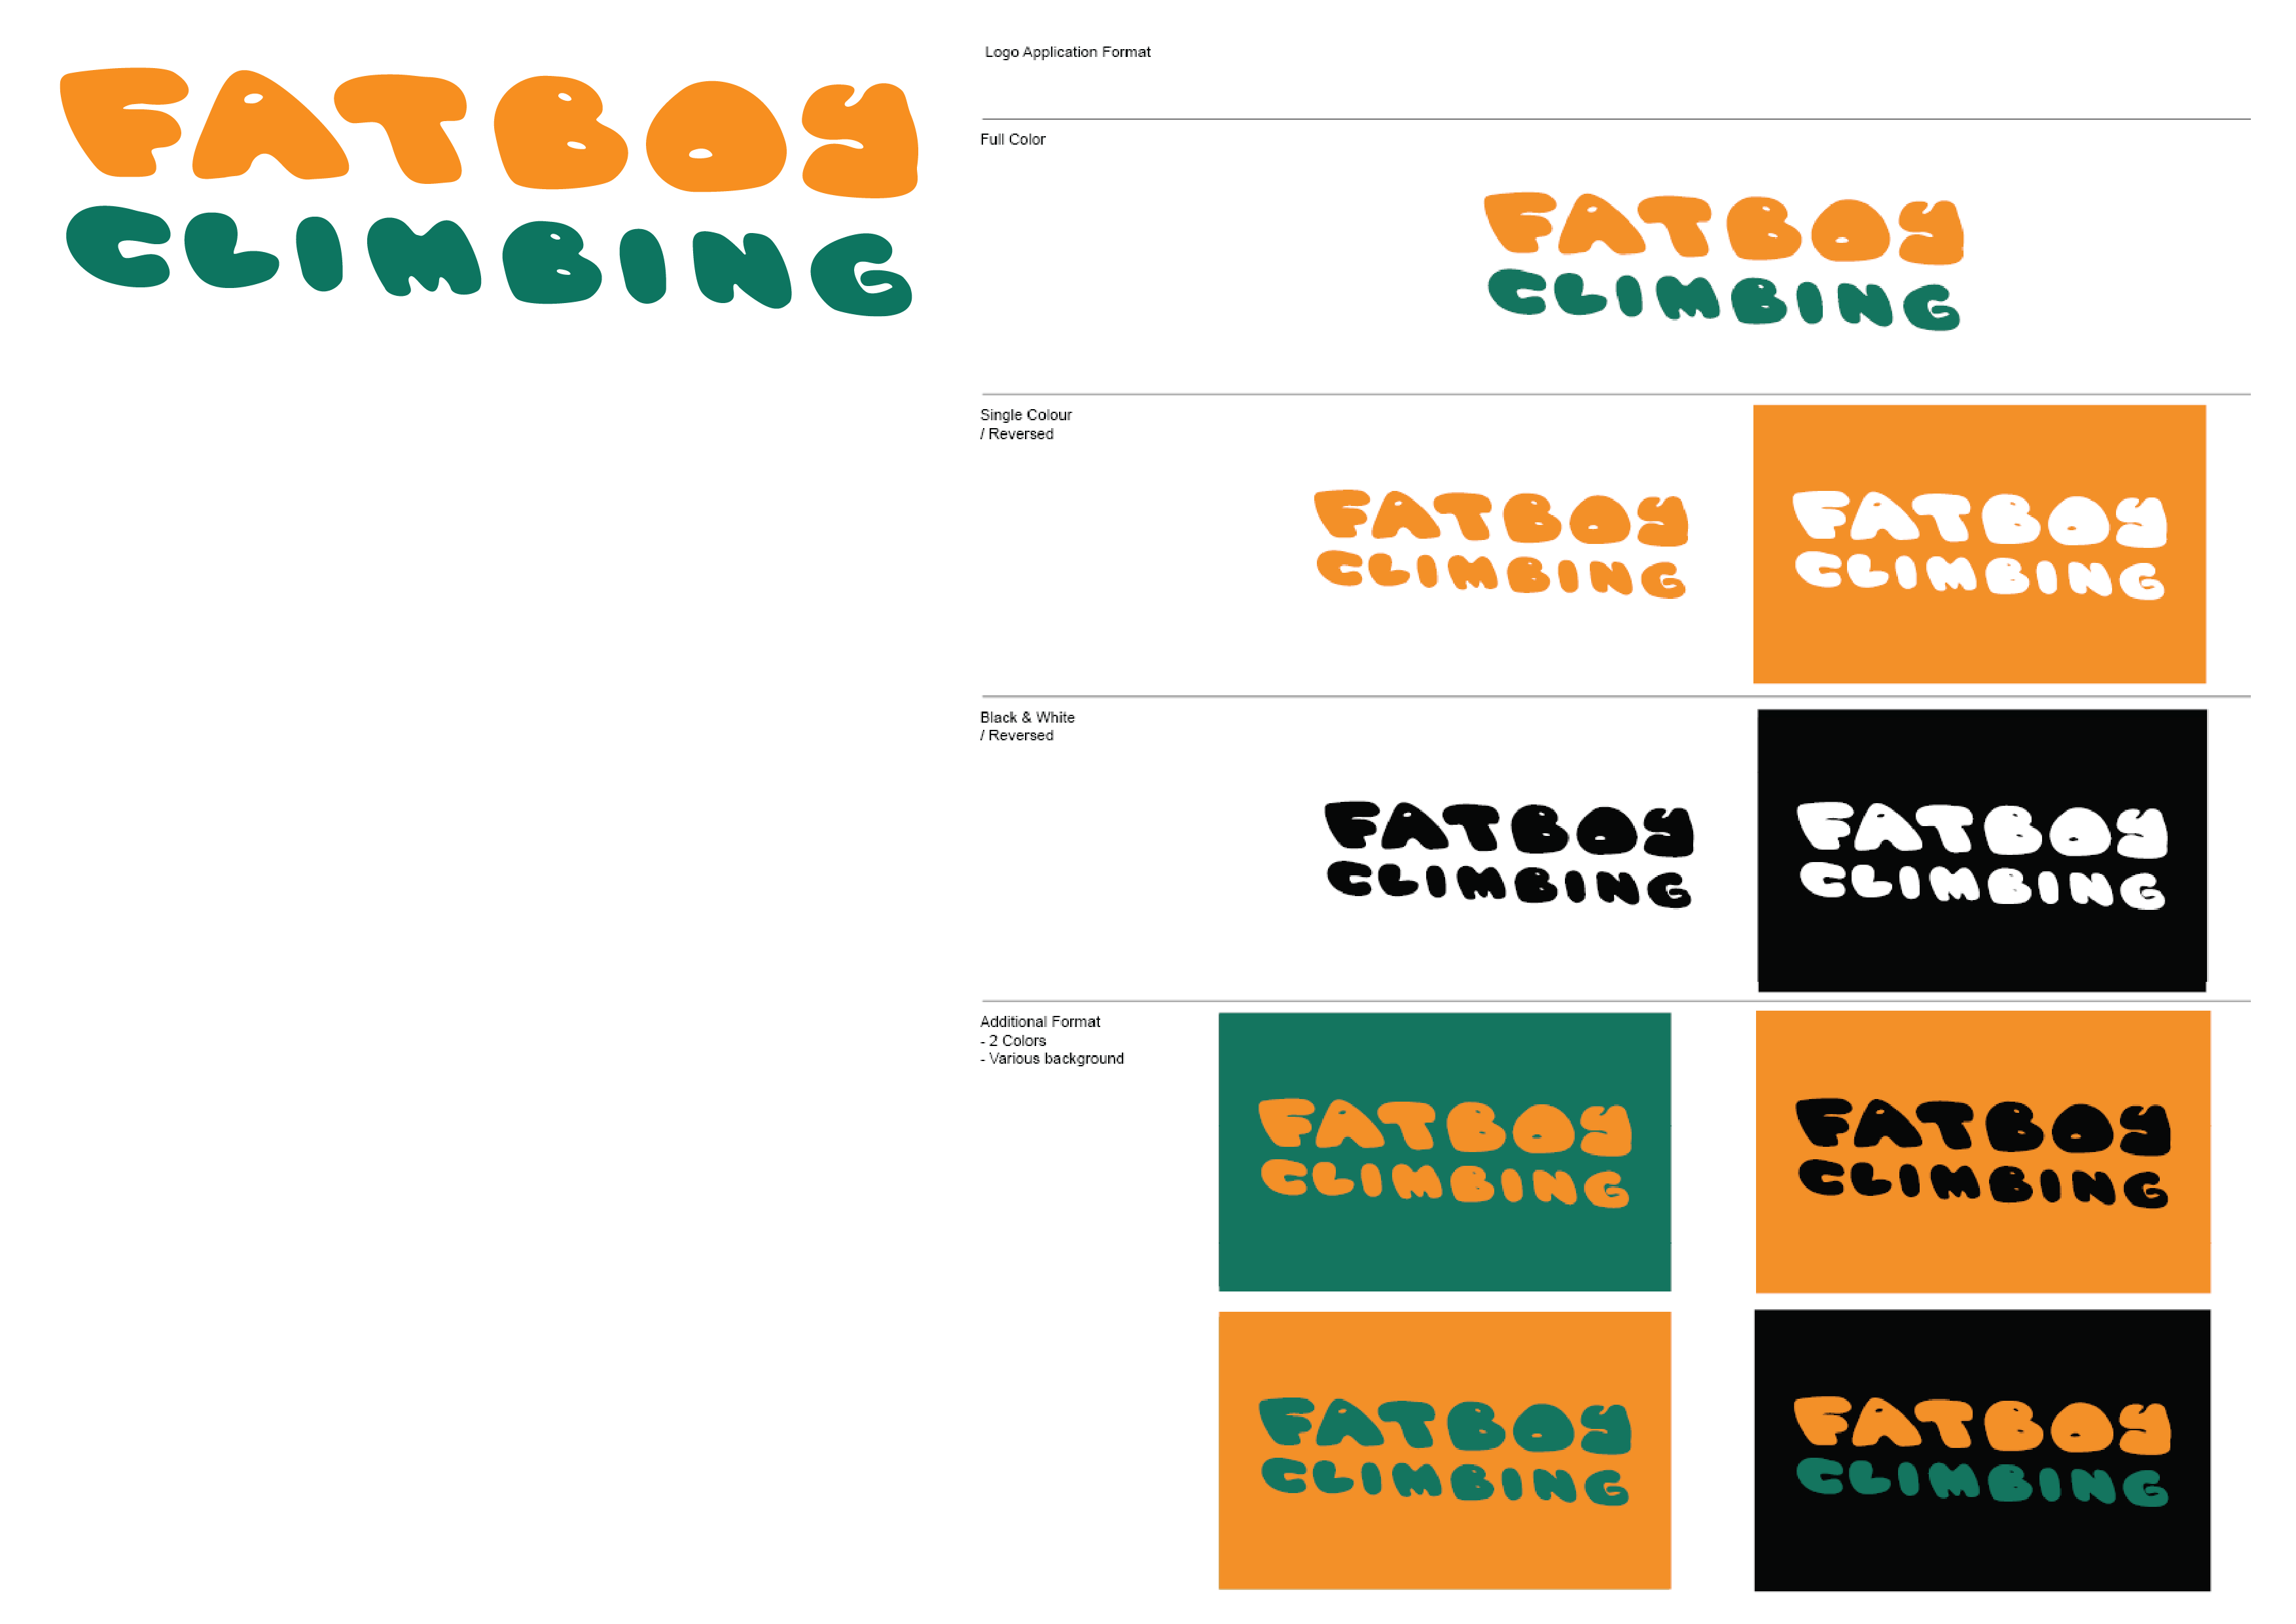 FATBOY
CLIMBING
Logo Application Format
Full Color
FATBOY
CLIMBING
Single Colour
/ Reversed
FATBOY
CLIMBING
FATBOY
CLIMBING
Black & White
/ Reversed
FATBOY
CLIMBING
FATBOY
CLIMBING
Additional Format
- 2 Colors
- Various background
FATBOY
CLIMBING
FATBOY
CLIMBING
FATBOY
CLIMBING
FATBOY
CLIMBING